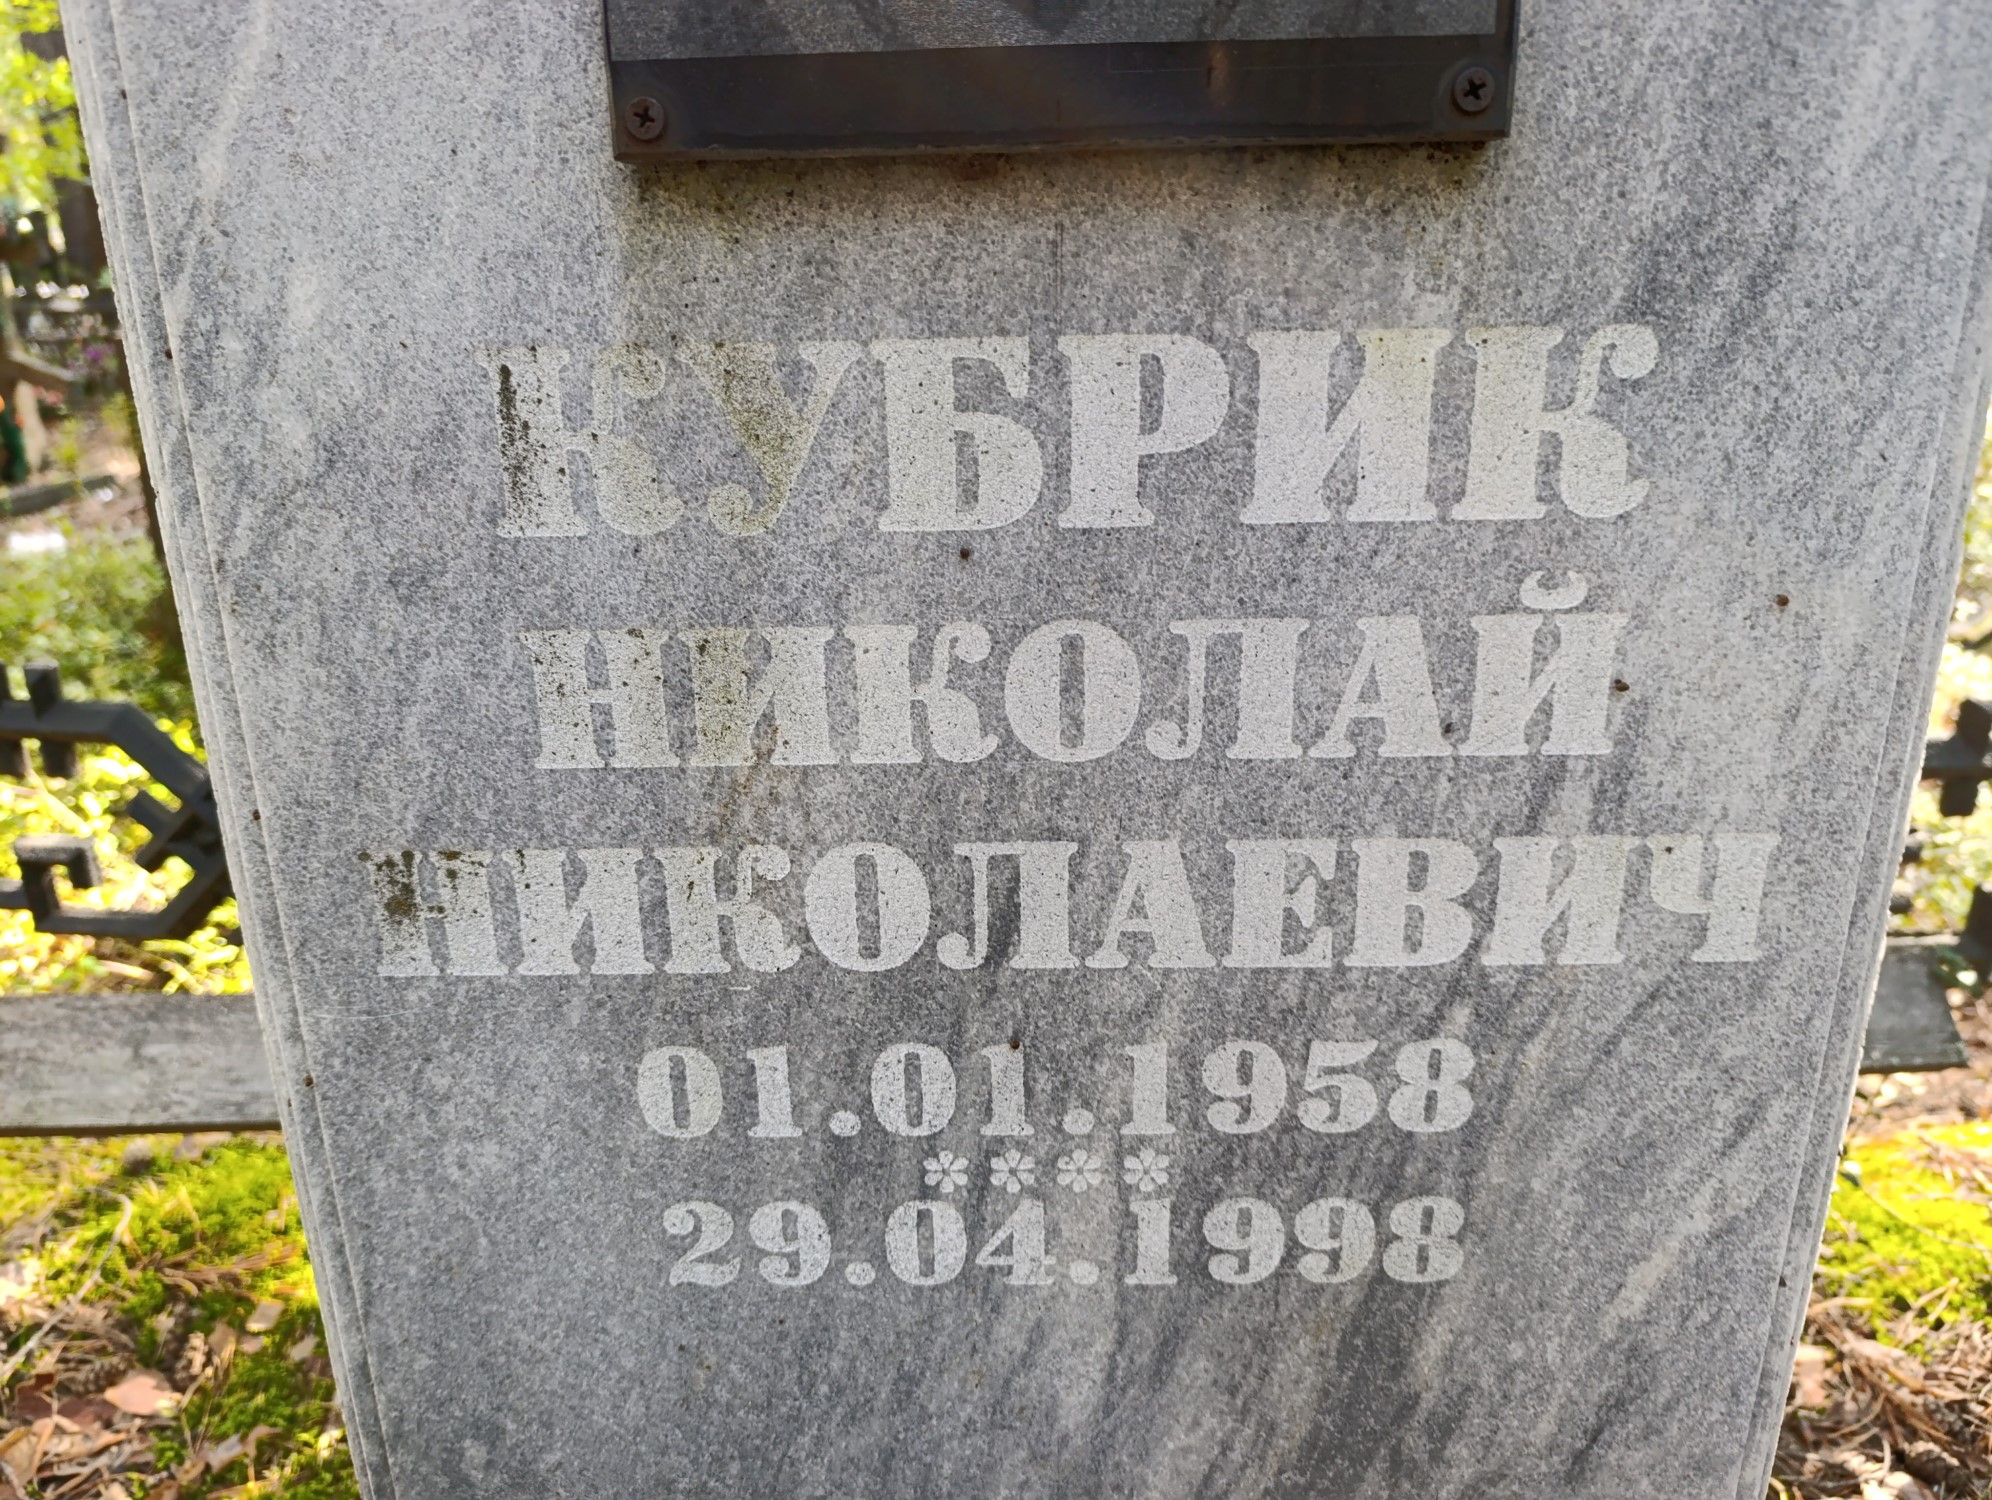 КУБРИК
НИКОЛАЙ
НИКОЛАЕВИЧ
01.01.1958
****
29.04.1998